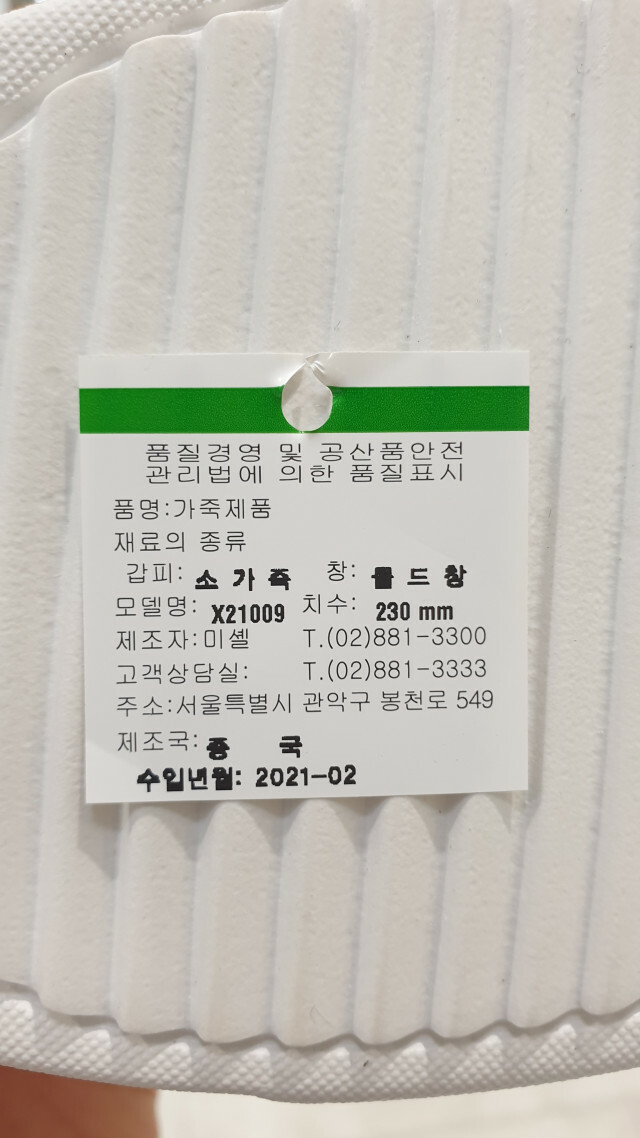 품질경영 및 공산품안전
관리법에 의한 품질표시
품명:가죽제품
재료의 종류
갑피: 소가죽 창: 몰드창
모델명: X21009 치수: 230 mm
제조자:미셸 T.(02)881-3300
고객상담실: T.(02)881-3333
주소:서울특별시 관악구 봉천로 549
제조국: 중 국
수입년월: 2021-02